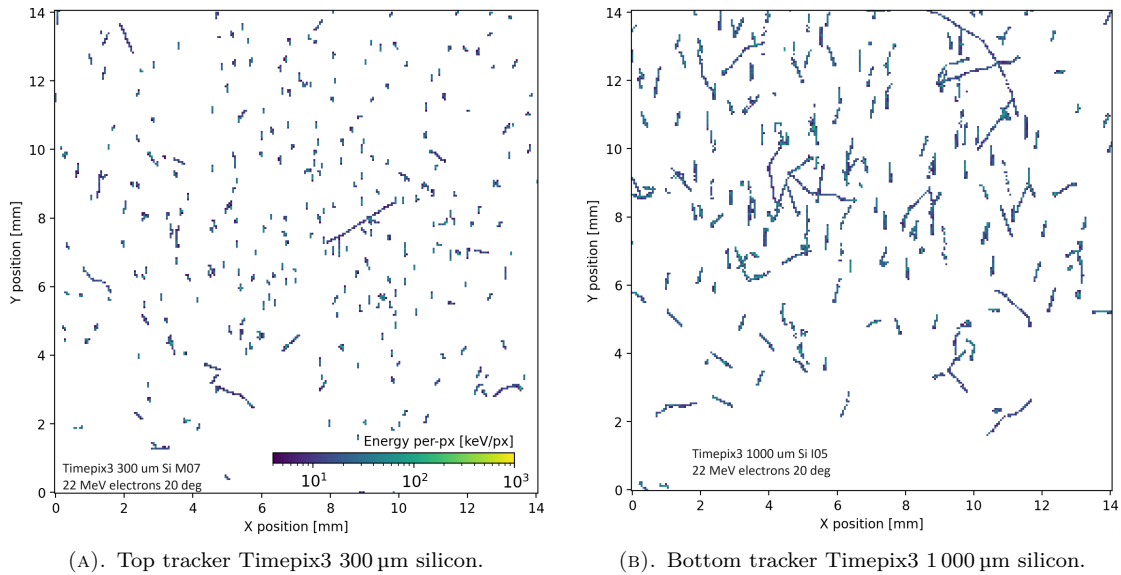 14
12
10
8
6
4
2
0
Y position [mm]
Energy per-px [keV/px]
10¹ 10² 10³
Timepix3 300 um Si M07
22 MeV electrons 20 deg
0 2 4 6 8 10 12 14
X position [mm]
(A). Top tracker Timepix3 300 µm silicon.
14
12
10
8
6
4
2
0
Y position [mm]
Timepix3 1000 um Si I05
22 MeV electrons 20 deg
0 2 4 6 8 10 12 14
X position [mm]
(B). Bottom tracker Timepix3 1 000 µm silicon.